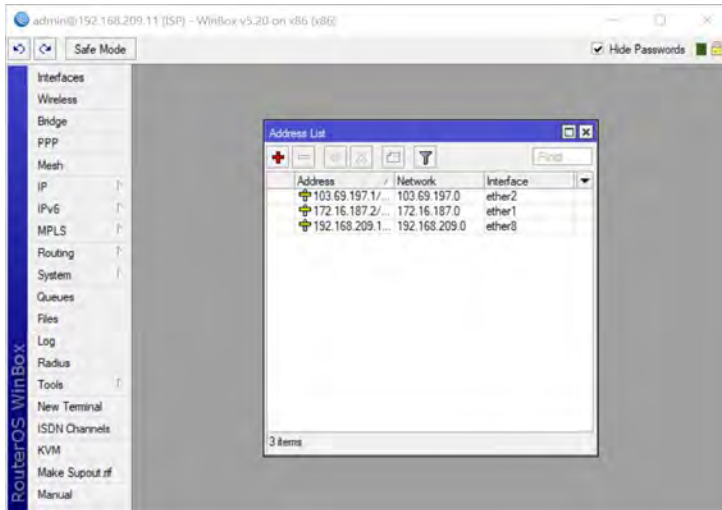 admin@192.168.209.11 (ISP) - WinBox v5.20 on x86 (x86)
Safe Mode
Hide Passwords
Interfaces
Wireless
Bridge
PPP
Mesh
IP
IPv6
MPLS
Routing
System
Queues
Files
Log
Radius
Tools
New Terminal
ISDN Channels
KVM
Make Supout.rif
Manual
RouterOS WinBox
Address List
Find
Address Network Interface
103.69.197.1/... 103.69.197.0 ether2
172.16.187.2/... 172.16.187.0 ether1
192.168.209.1... 192.168.209.0 ether8
3 items